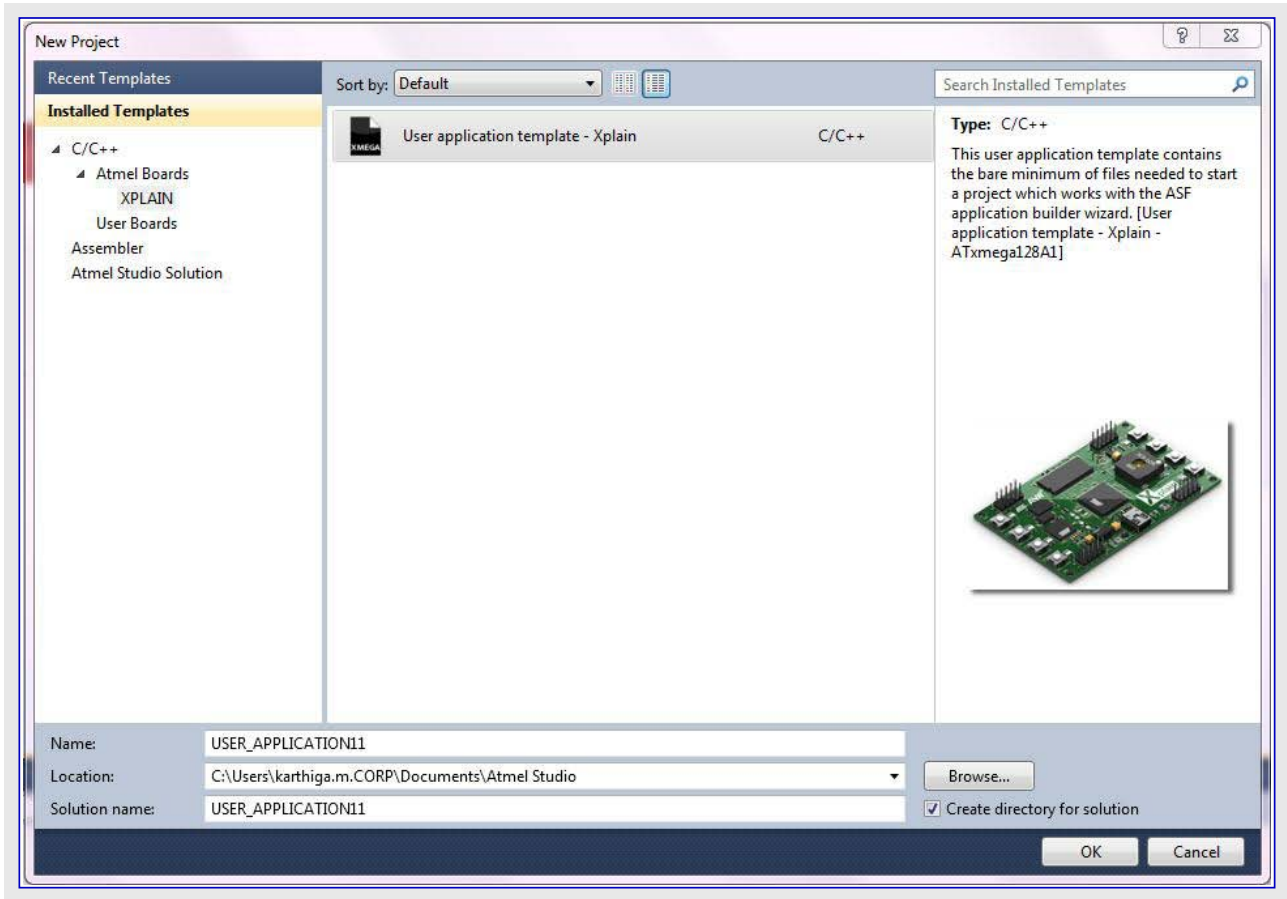 New Project
Recent Templates
Installed Templates
C/C++
Atmel Boards
XPLAIN
User Boards
Assembler
Atmel Studio Solution
Sort by: Default
XMEGA
User application template - Xplain C/C++
Search Installed Templates
Type: C/C++
This user application template contains
the bare minimum of files needed to start
a project which works with the ASF
application builder wizard. [User
application template - Xplain -
ATxmega128A1]
Name: USER_APPLICATION11
Location: C:\Users\karthiga.m.CORP\Documents\Atmel Studio Browse...
Solution name: USER_APPLICATION11 Create directory for solution
OK Cancel